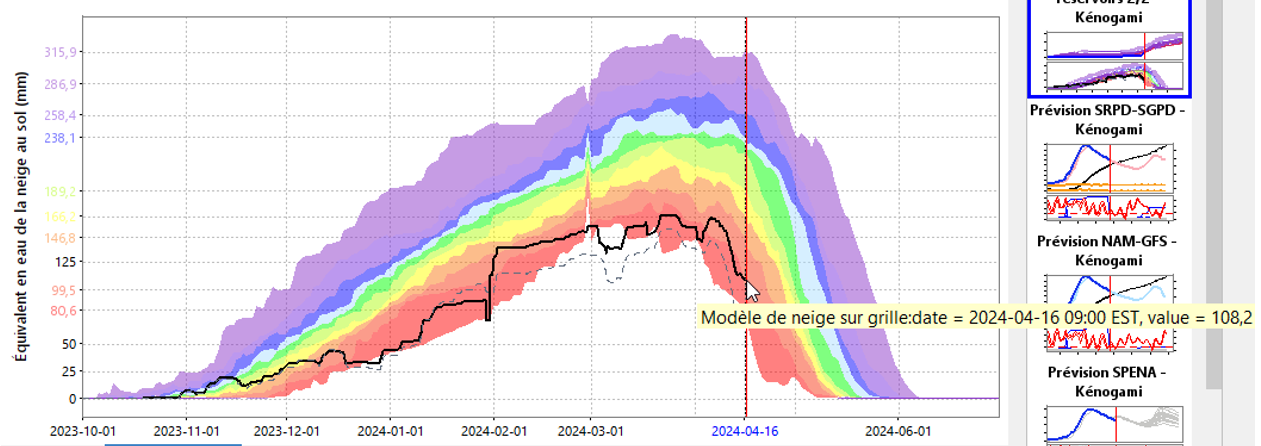 Équivalent en eau de la neige au sol (mm)
315,9
286,9
258,4
238,1
189,2
166,2
146,8
125
99,5
80,6
50
25
0
2023-10-01
2023-11-01
2023-12-01
2024-01-01
2024-02-01
2024-03-01
2024-04-16
2024-06-01
Modèle de neige sur grille:date = 2024-04-16 09:00 EST, value = 108,2
réservoirs 2/2 -
Kénogami
Prévision SRPD-SGPD -
Kénogami
Prévision NAM-GFS -
Kénogami
Prévision SPENA -
Kénogami